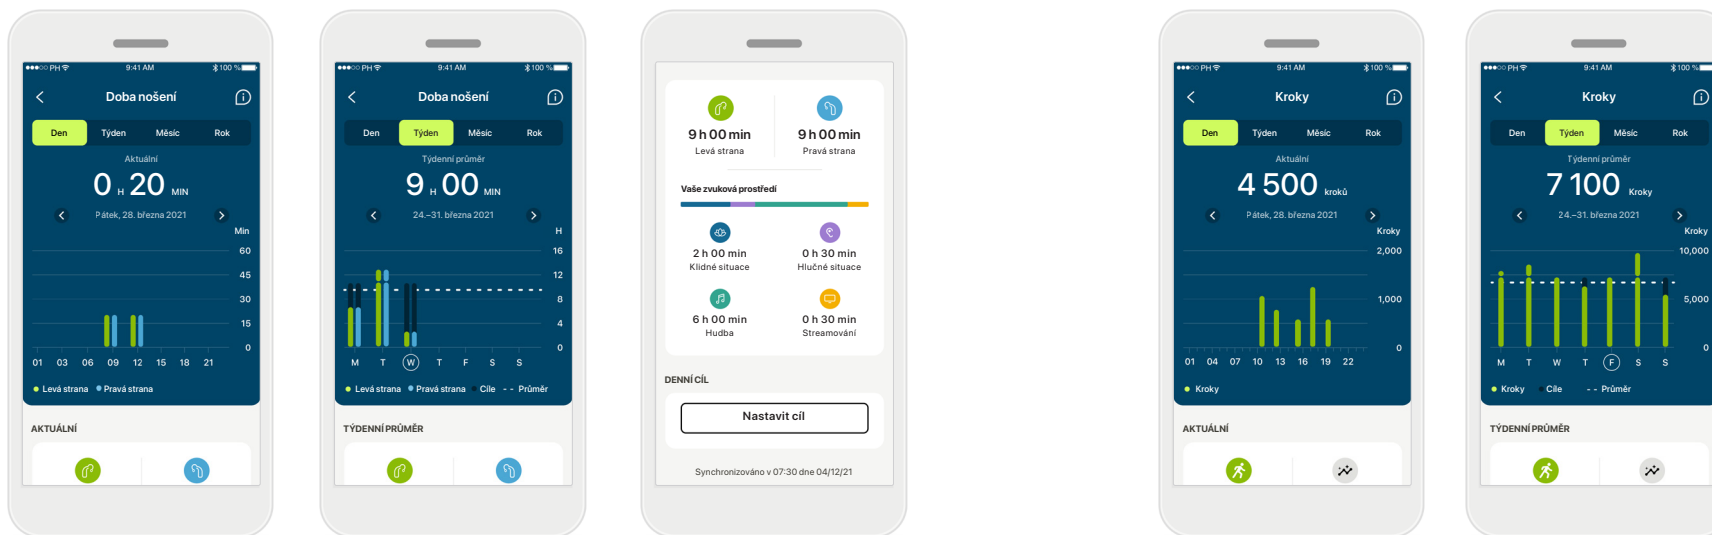 PH 9:41 AM 100 %
Doba nošení
Den Týden Měsíc Rok
Aktuální
0 H 20 MIN
Pátek, 28. března 2021
Min
60
45
30
15
0
01 03 06 09 12 15 18 21
Levá strana Pravá strana
AKTUÁLNÍ
PH 9:41 AM 100 %
Doba nošení
Den Týden Měsíc Rok
Týdenní průměr
9 H 00 MIN
24.–31. března 2021
H
16
12
8
4
0
M T W T F S S
Levá strana Pravá strana Cíle - - Průměr
TÝDENNÍ PRŮMĚR
9 h 00 min 9 h 00 min
Levá strana Pravá strana
Vaše zvuková prostředí
2 h 00 min 0 h 30 min
Klidné situace Hlučné situace
6 h 00 min 0 h 30 min
Hudba Streamování
DENNÍ CÍL
Nastavit cíl
Synchronizováno v 07:30 dne 04/12/21
PH 9:41 AM 100 %
Kroky
Den Týden Měsíc Rok
Aktuální
4 500 kroků
Pátek, 28. března 2021
Kroky
2,000
1,000
0
01 04 07 10 13 16 19 22
Kroky
AKTUÁLNÍ
PH 9:41 AM 100 %
Kroky
Den Týden Měsíc Rok
Týdenní průměr
7 100 Kroky
24.–31. března 2021
Kroky
10,000
5,000
0
M T W T F S S
Kroky Cíle - - Průměr
TÝDENNÍ PRŮMĚR